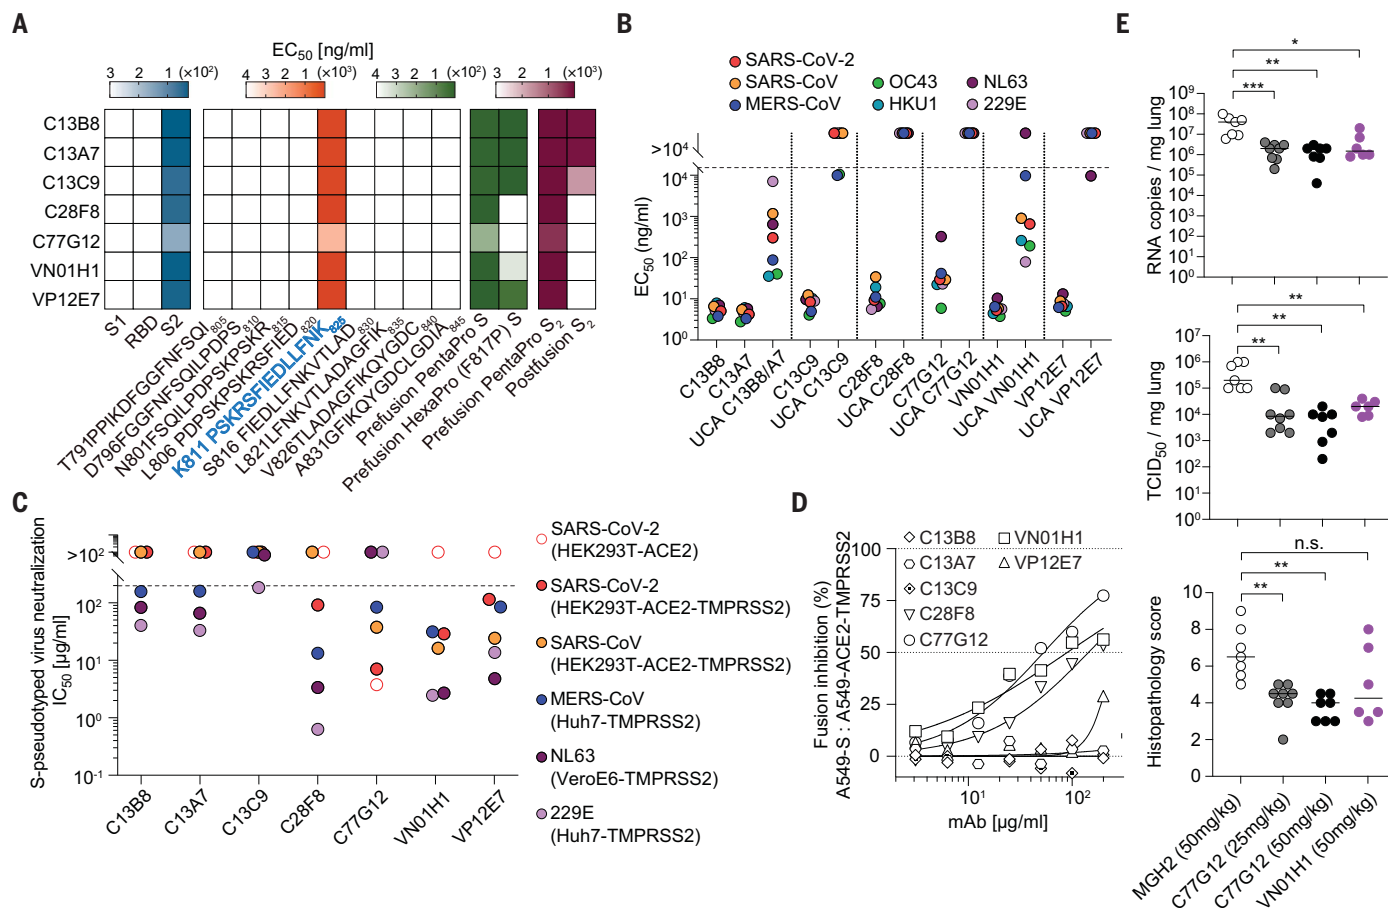 A
EC50 [ng/ml]
3 2 1 (×10²)
4 3 2 1 (×10³)
4 3 2 1 (×10²)
3 2 1 (×10³)
C13B8
C13A7
C13C9
C28F8
C77G12
VN01H1
VP12E7
S1
RBD
S2
T791PPIKDFGGFNFSQI805
D796FGGFNFSQILPDPS810
N801FSQILPDPSKPSKR815
L806 PDPSKPSKRSFIED820
K811 PSKRSFIEDLLFNK825
S816 FIEDLLFNKVTLAD830
L821LFNKVTLADAGFIK835
V826TLADAGFIKQYGDC840
A831GFIKQYGDCLGDIA845
Prefusion PentaPro S
Prefusion HexaPro (F817P) S
Prefusion PentaPro S2
Postfusion S2
B
SARS-CoV-2
SARS-CoV
MERS-CoV
OC43
HKU1
NL63
229E
EC50 (ng/ml)
>10⁴
10⁴
10³
10²
10¹
10⁰
C13B8
C13A7
UCA C13B8/A7
C13C9
UCA C13C9
C28F8
UCA C28F8
C77G12
UCA C77G12
VN01H1
UCA VN01H1
VP12E7
UCA VP12E7
C
S-pseudotyped virus neutralization
IC50 [µg/ml]
>10²
10²
10¹
10⁰
10⁻¹
C13B8
C13A7
C13C9
C28F8
C77G12
VN01H1
VP12E7
SARS-CoV-2
(HEK293T-ACE2)
SARS-CoV-2
(HEK293T-ACE2-TMPRSS2)
SARS-CoV
(HEK293T-ACE2-TMPRSS2)
MERS-CoV
(Huh7-TMPRSS2)
NL63
(VeroE6-TMPRSS2)
229E
(Huh7-TMPRSS2)
D
C13B8
C13A7
C13C9
C28F8
C77G12
VN01H1
VP12E7
Fusion inhibition (%)
A549-S : A549-ACE2-TMPRSS2
100
75
50
25
0
10¹
10²
mAb [µg/ml]
E
*
**
***
RNA copies / mg lung
10⁹
10⁸
10⁷
10⁶
10⁵
10⁴
10³
10²
10¹
10⁰
**
**
**
TCID50 / mg lung
10⁷
10⁶
10⁵
10⁴
10³
10²
10¹
10⁰
n.s.
**
**
Histopathology score
10
8
6
4
2
0
MGH2 (50mg/kg)
C77G12 (25mg/kg)
C77G12 (50mg/kg)
VN01H1 (50mg/kg)